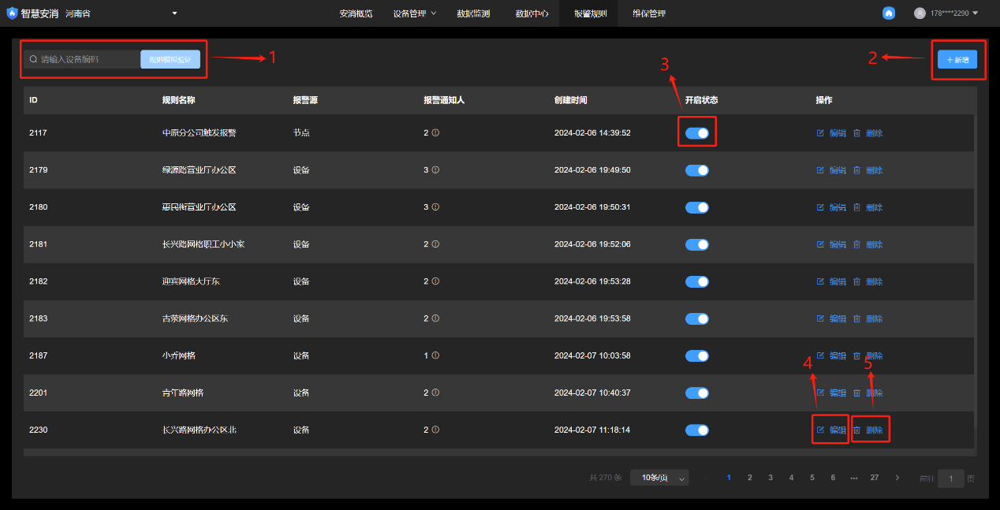 智慧安消 河南省 安消概览 设备管理 数据监测 数据中心 报警规则 维保管理 178****2290
请输入设备编码 规则模拟验证 1 2 +新增
3
ID 规则名称 报警源 报警通知人 创建时间 开启状态 操作
2117 中原分公司触发报警 节点 2 2024-02-06 14:39:52 编辑 删除
2179 绿源路营业厅办公区 设备 3 2024-02-06 19:49:50 编辑 删除
2180 惠民街营业厅办公区 设备 3 2024-02-06 19:50:31 编辑 删除
2181 长兴路网格职工小小家 设备 2 2024-02-06 19:52:06 编辑 删除
2182 迎宾网格大厅东 设备 2 2024-02-06 19:53:28 编辑 删除
2183 古荥网格办公区东 设备 2 2024-02-06 19:53:58 编辑 删除
2187 小乔网格 设备 1 2024-02-07 10:03:58 编辑 删除
4 5
2201 青年路网格 设备 2 2024-02-07 10:40:37 编辑 删除
2230 长兴路网格办公区北 设备 2 2024-02-07 11:18:14 编辑 删除
共 270 条 10条/页 1 2 3 4 5 6 ••• 27 前往 1 页